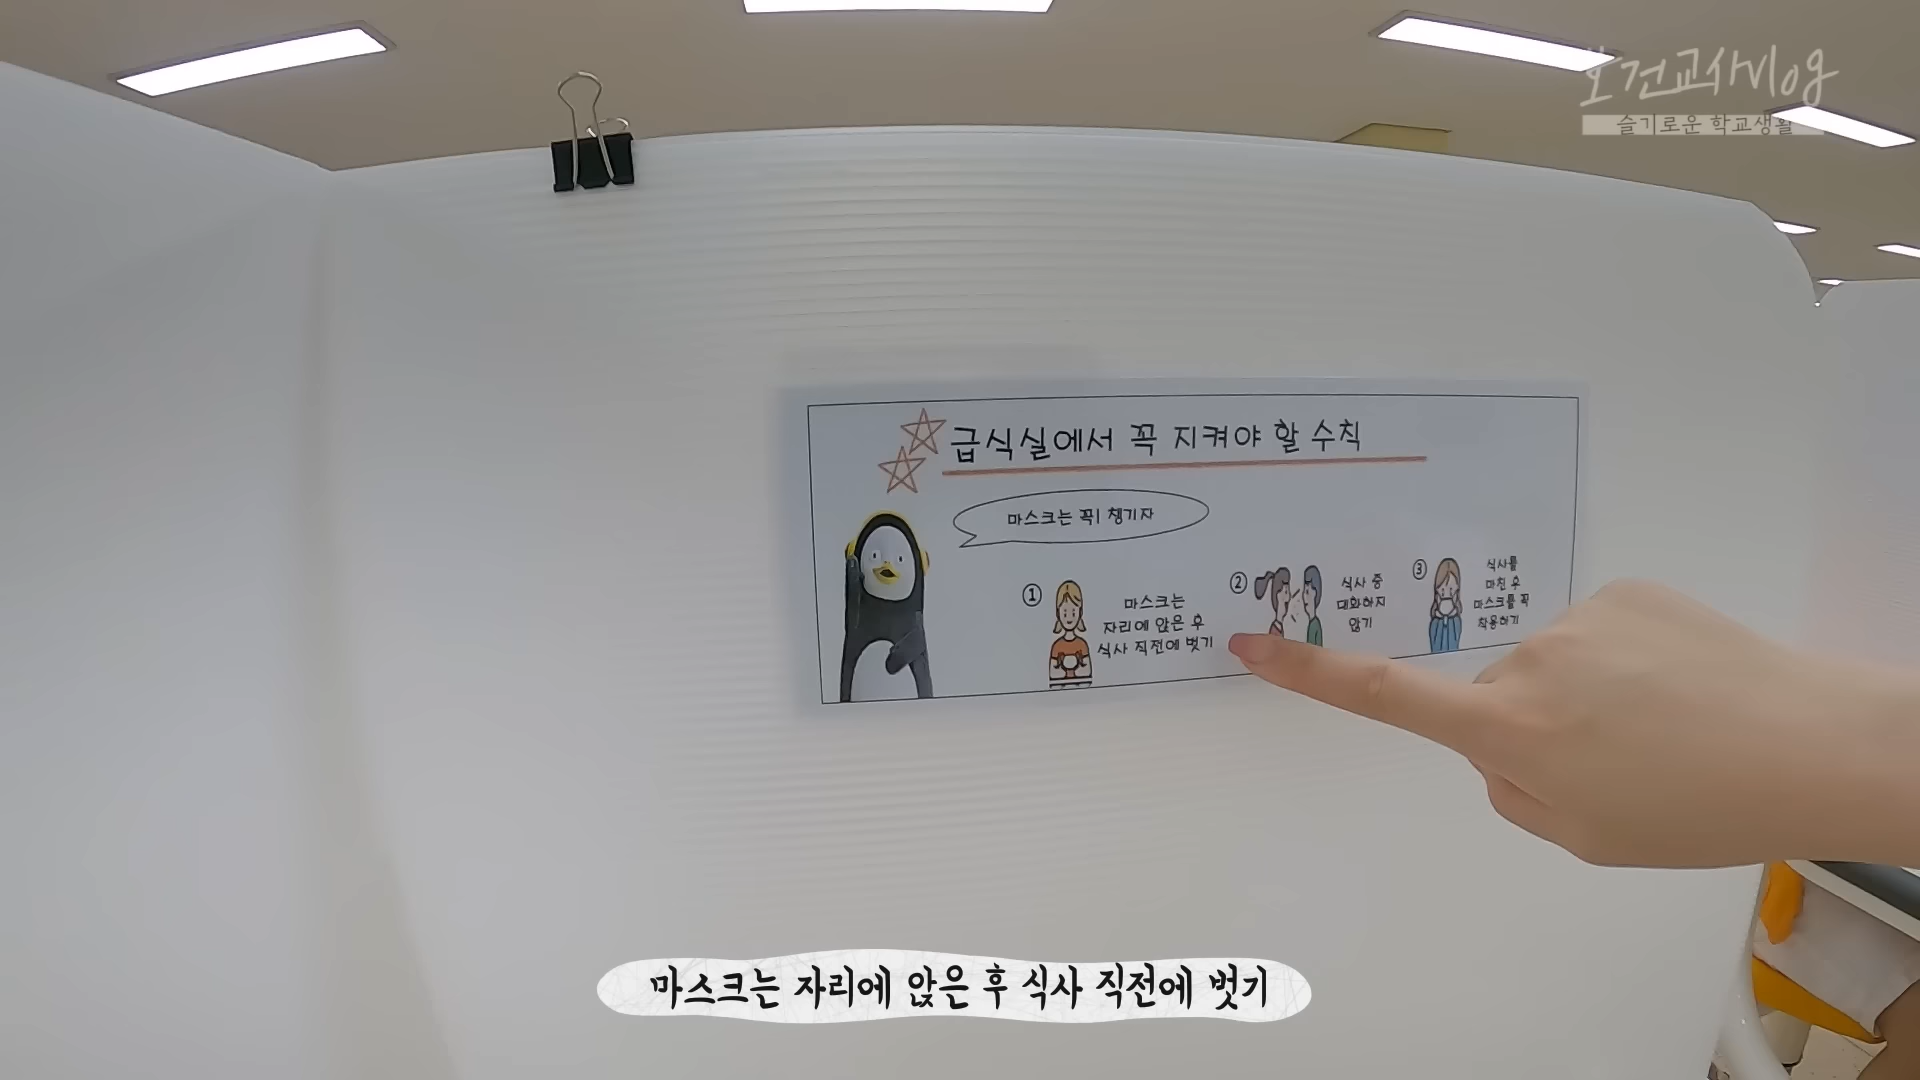 보건교사Vlog
슬기로운 학교생활
급식실에서 꼭 지켜야 할 수칙
마스크는 꼭! 챙기자
①
마스크는
자리에 앉은 후
식사 직전에 벗기
②
식사 중
대화하지
않기
③
식사를
마친 후
마스크를 꼭
착용하기
마스크는 자리에 앉은 후 식사 직전에 벗기